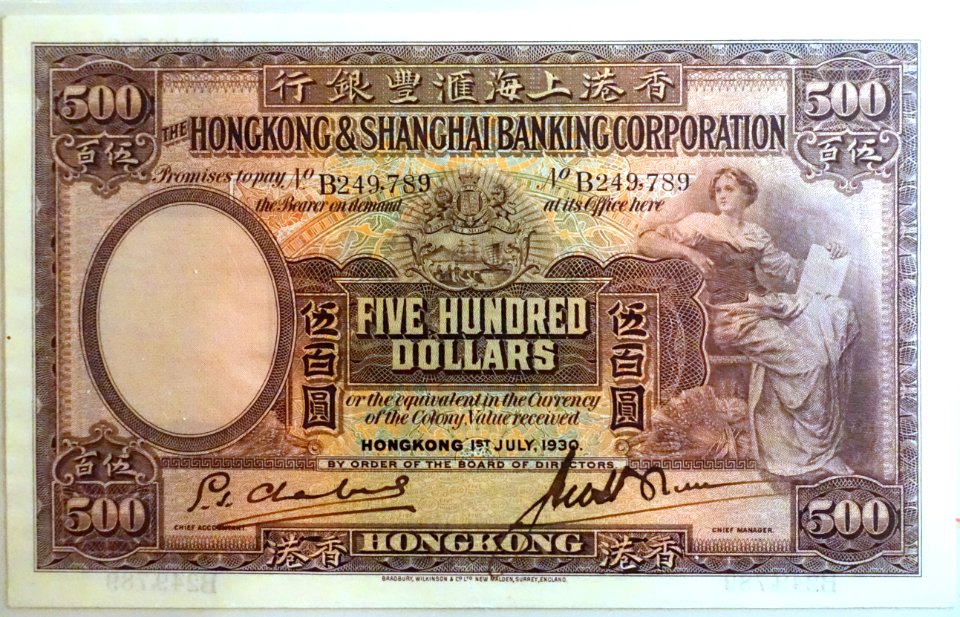 行銀豐滙海上港香
500
500
THE HONGKONG & SHANGHAI BANKING CORPORATION
百伍
百伍
Promises to pay No B249,789
No B249,789
the Bearer on demand
at its Office here
伍百圓
FIVE HUNDRED
DOLLARS
伍百圓
or the equivalent in the Currency
of the Colony, Value received
HONGKONG 1ST JULY, 1930.
BY ORDER OF THE BOARD OF DIRECTORS
百伍
500
500
CHIEF ACCOUNTANT
CHIEF MANAGER.
港香
HONGKONG
港香
BRADBURY, WILKINSON & Co LTD NEW MALDEN, SURREY, ENGLAND.